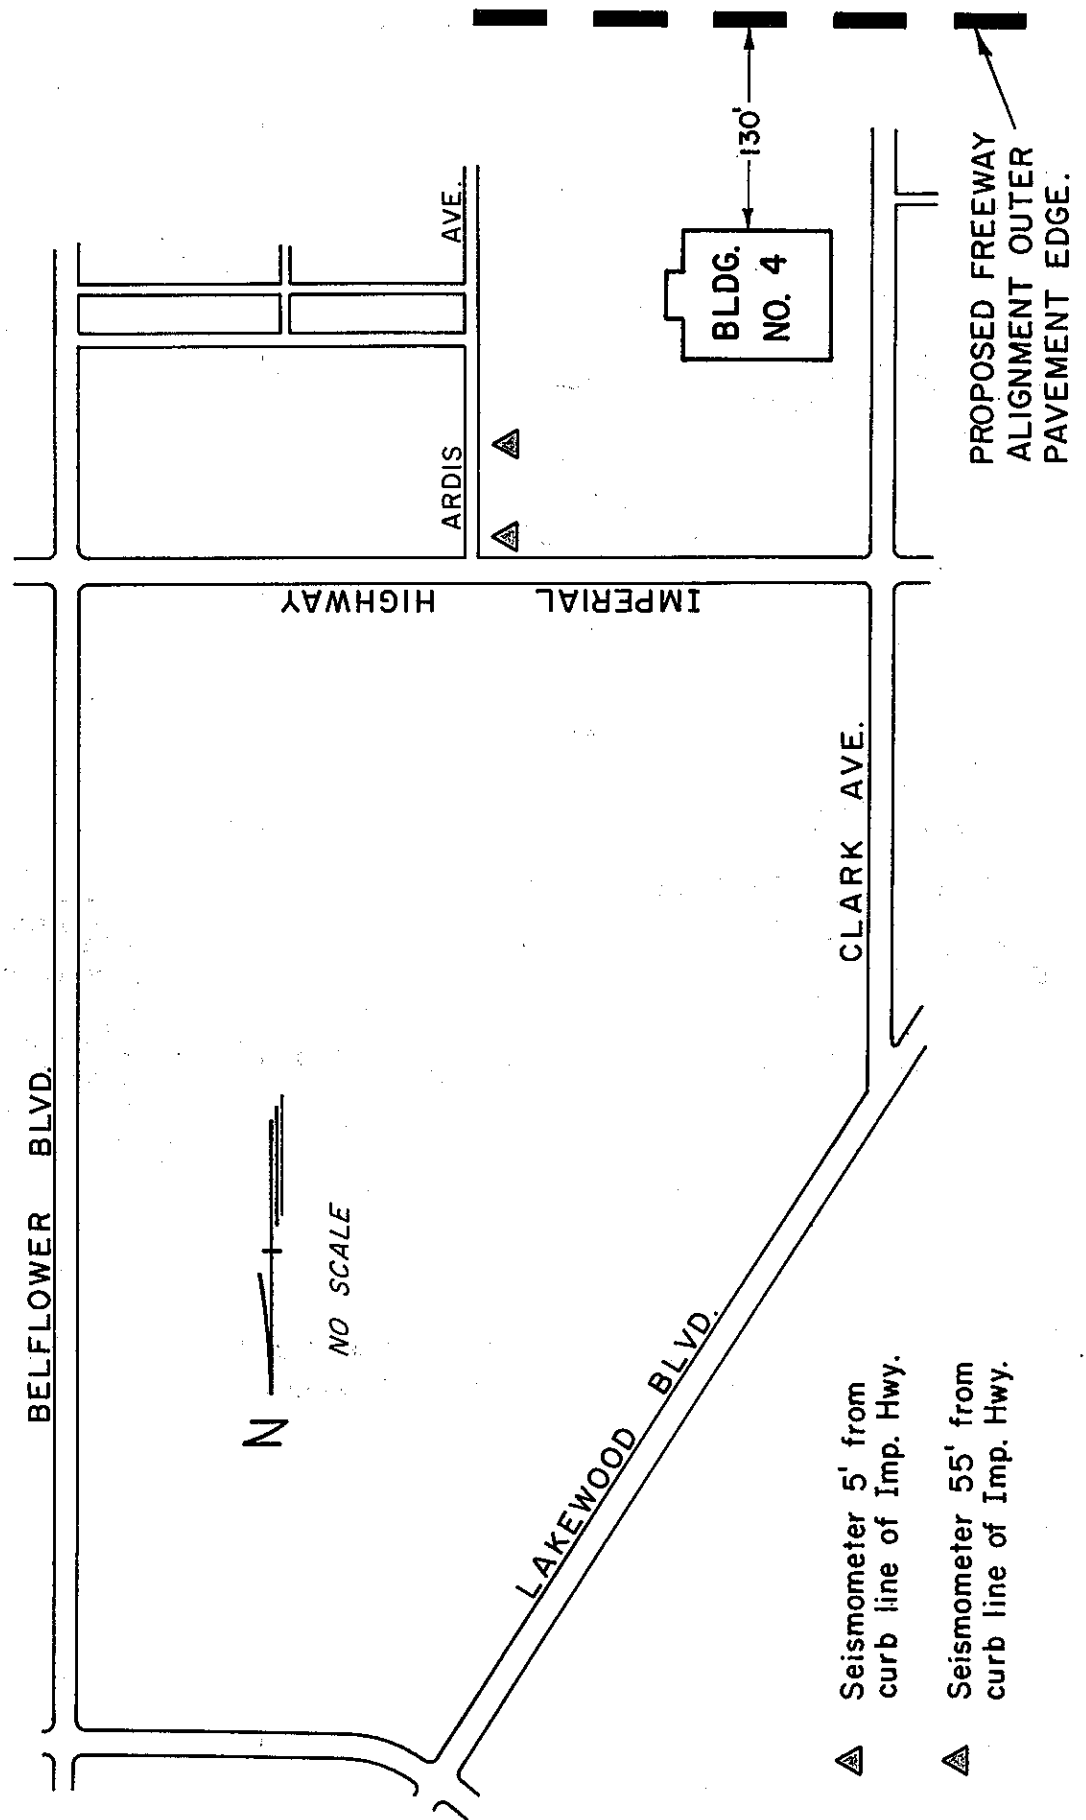 BELFLOWER BLVD.
N
NO SCALE
LAKEWOOD BLVD.
CLARK AVE.
IMPERIAL HIGHWAY
ARDIS AVE.
BLDG.
NO. 4
130'
PROPOSED FREEWAY
ALIGNMENT OUTER
PAVEMENT EDGE.
Seismometer 5' from
curb line of Imp. Hwy.
Seismometer 55' from
curb line of Imp. Hwy.